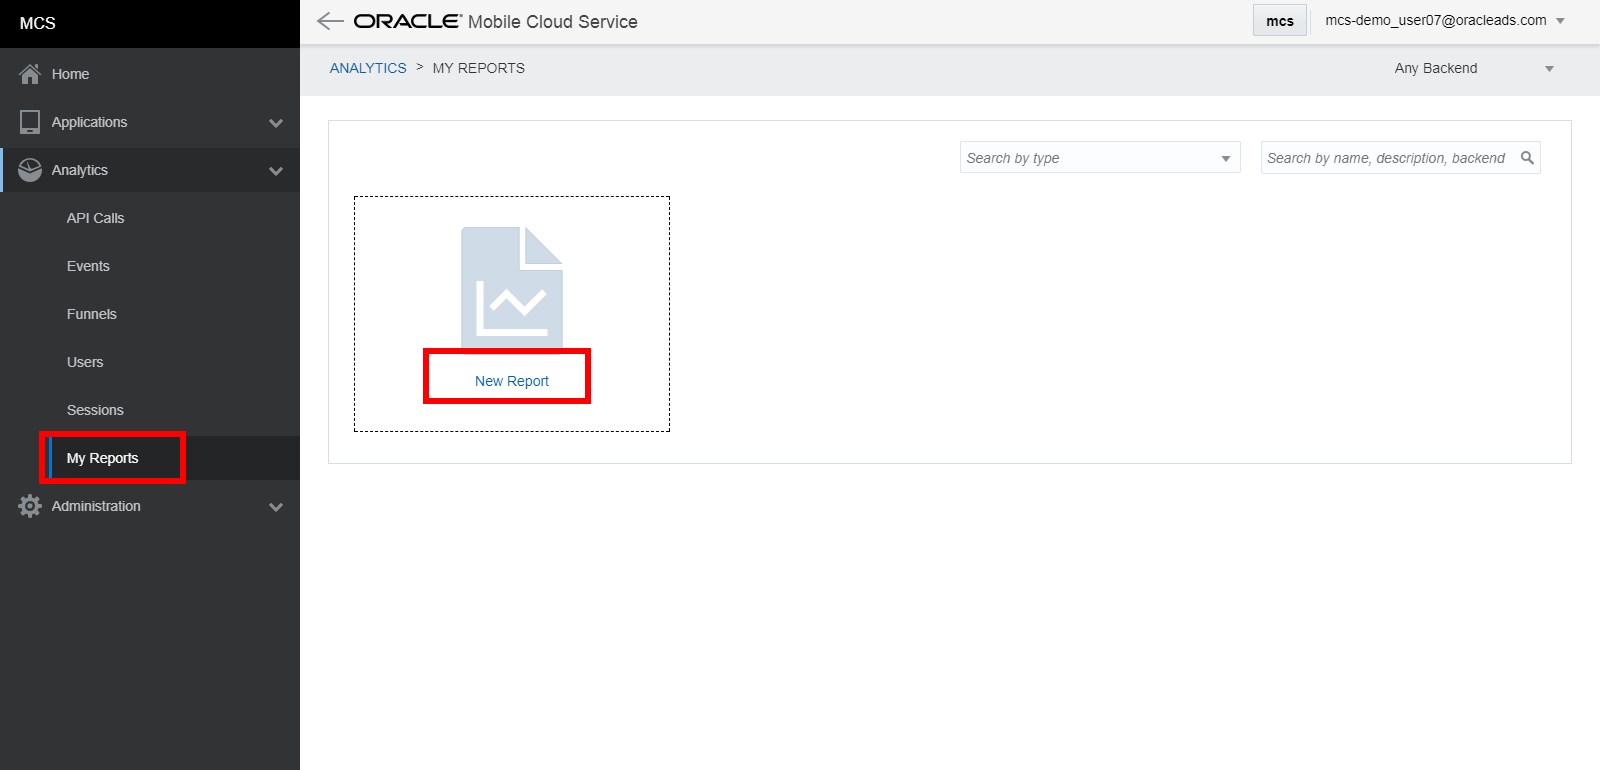 MCS
ORACLE Mobile Cloud Service
mcs
mcs-demo_user07@oracleads.com
Home
Applications
Analytics
API Calls
Events
Funnels
Users
Sessions
My Reports
Administration
ANALYTICS > MY REPORTS
Any Backend
Search by type
Search by name, description, backend
New Report